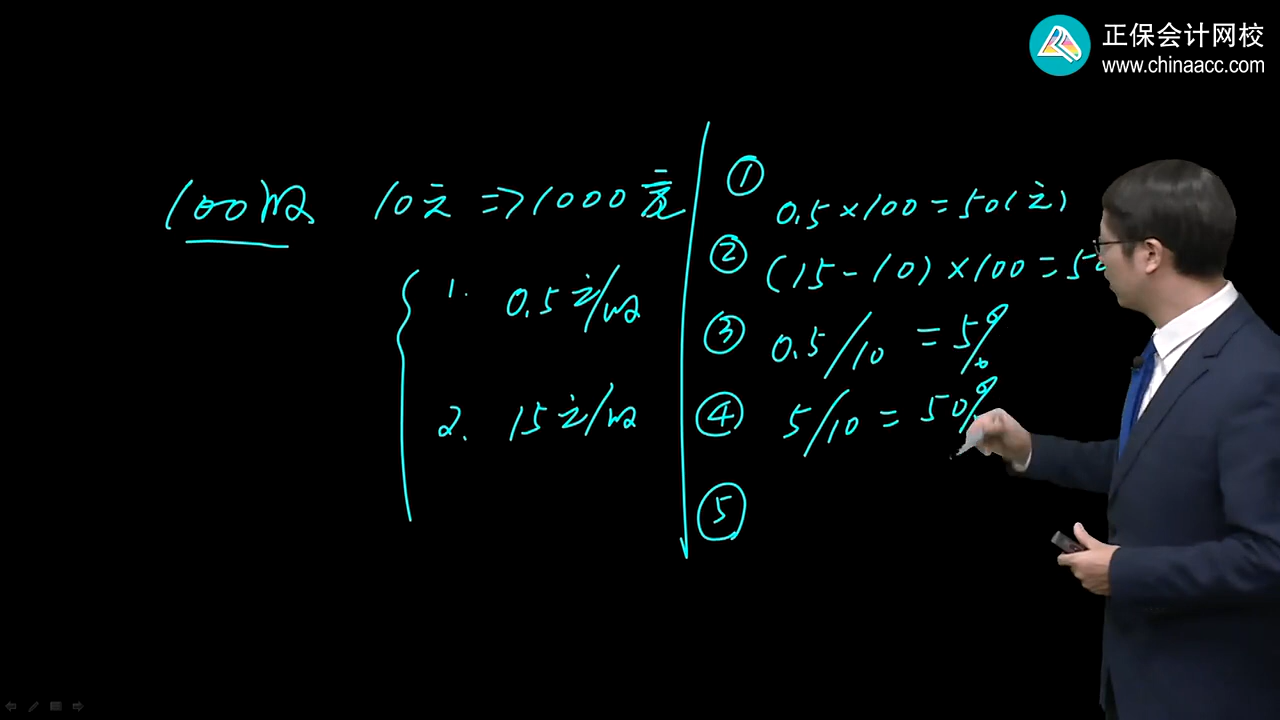 正保会计网校
www.chinaacc.com
100股 10元 => 1000元
1. 0.5元/股
2. 15元/股
① 0.5×100=50(元)
② (15-10)×100=50
③ 0.5/10 =5%
④ 5/10=50%
⑤